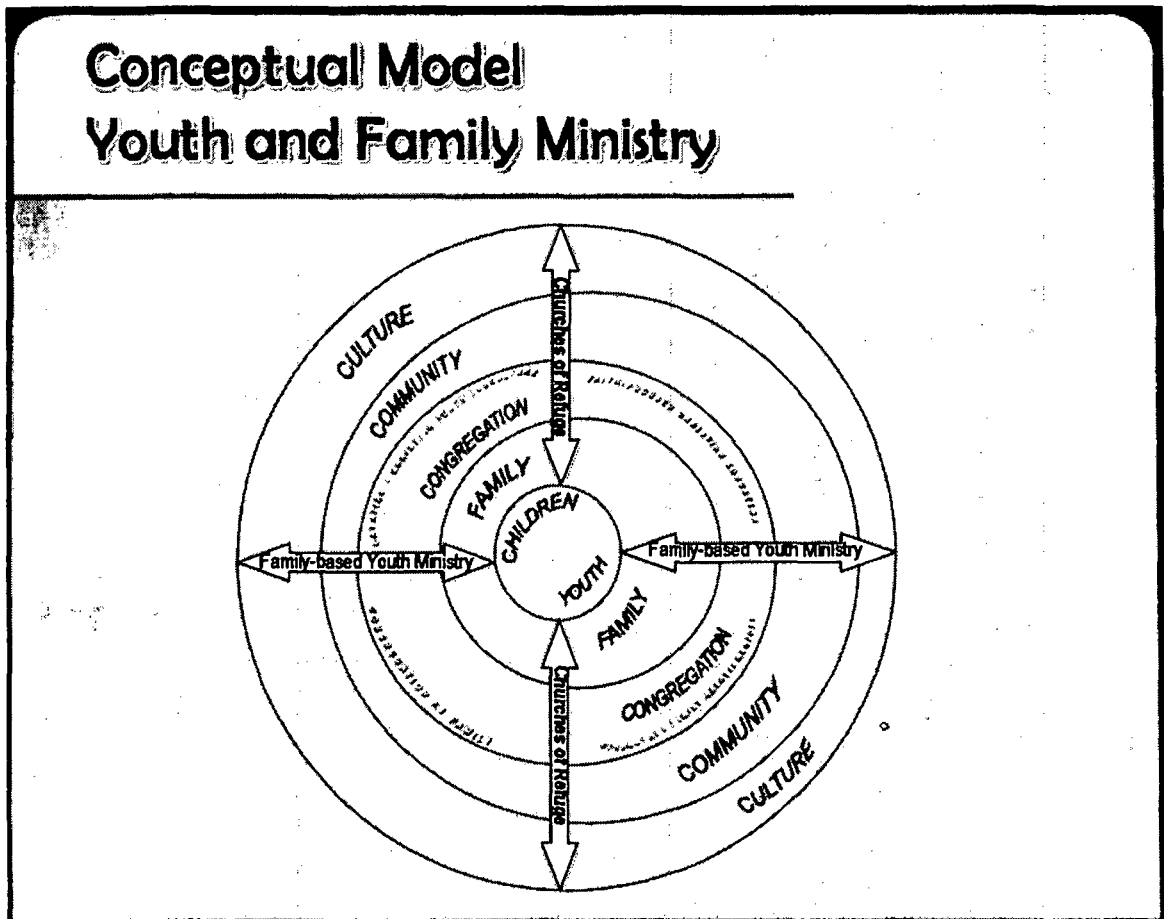 Conceptual Model
Youth and Family Ministry
CULTURE
COMMUNITY
CONGREGATION
FAMILY
CHILDREN
YOUTH
FAMILY
CONGREGATION
COMMUNITY
CULTURE
Churches of Refuge
Family-based Youth Ministry
Family-based Youth Ministry
Churches of Refuge